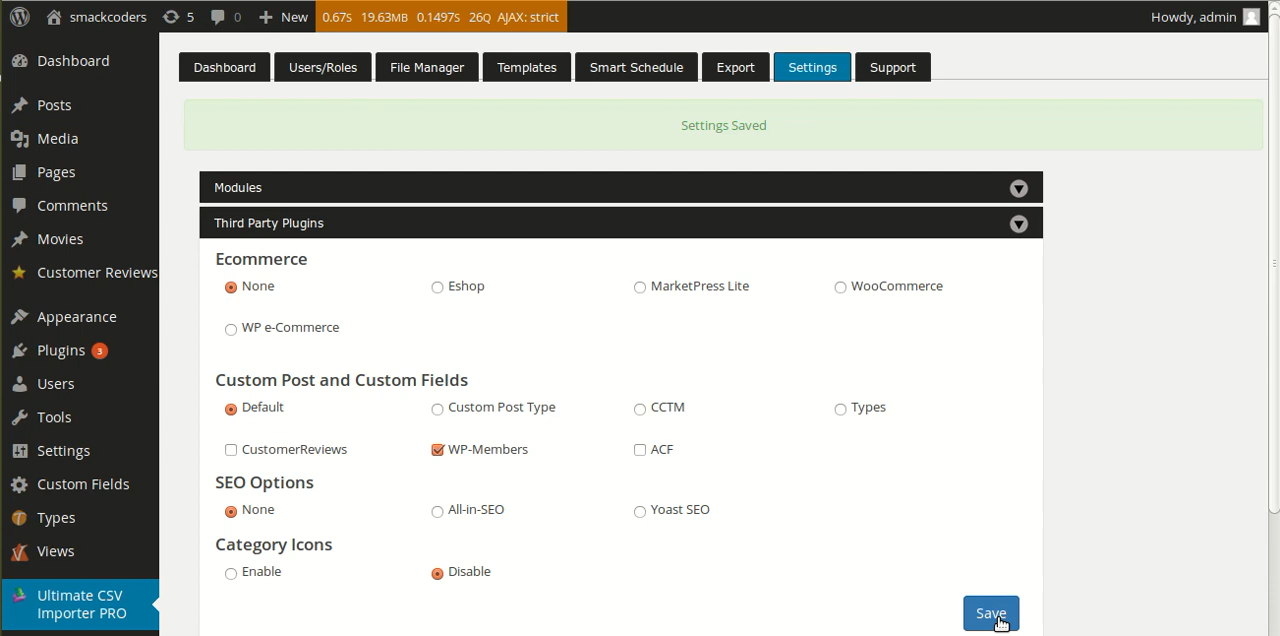 smackcoders 5 0 New 0.67s 19.63MB 0.1497s 26Q AJAX: strict Howdy, admin
Dashboard
Posts
Media
Pages
Comments
Movies
Customer Reviews
Appearance
Plugins 3
Users
Tools
Settings
Custom Fields
Types
Views
Ultimate CSV
Importer PRO
Dashboard Users/Roles File Manager Templates Smart Schedule Export Settings Support
Settings Saved
Modules
Third Party Plugins
Ecommerce
None Eshop MarketPress Lite WooCommerce
WP e-Commerce
Custom Post and Custom Fields
Default Custom Post Type CCTM Types
CustomerReviews WP-Members ACF
SEO Options
None All-in-SEO Yoast SEO
Category Icons
Enable Disable
Save